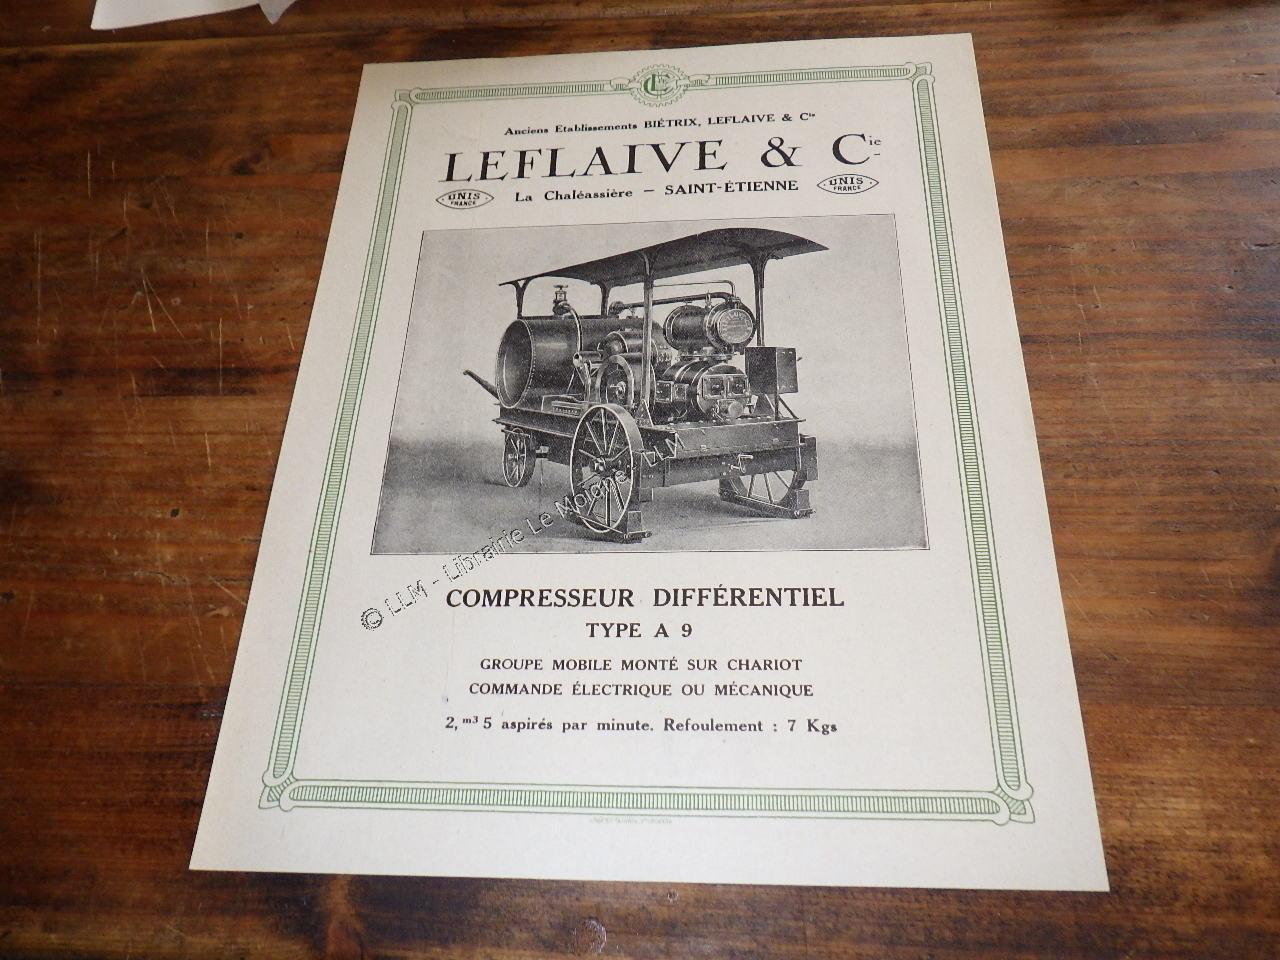 Anciens Etablissements BIÉTRIX, LEFLAIVE & Cie
LEFLAIVE & Cie
UNIS FRANCE
La Chaléassière — SAINT-ÉTIENNE
UNIS FRANCE
© LLM - Librairie Le Moigne / LLM
COMPRESSEUR DIFFÉRENTIEL
TYPE A 9
GROUPE MOBILE MONTÉ SUR CHARIOT
COMMANDE ÉLECTRIQUE OU MÉCANIQUE
2, m3 5 aspirés par minute. Refoulement : 7 Kgs